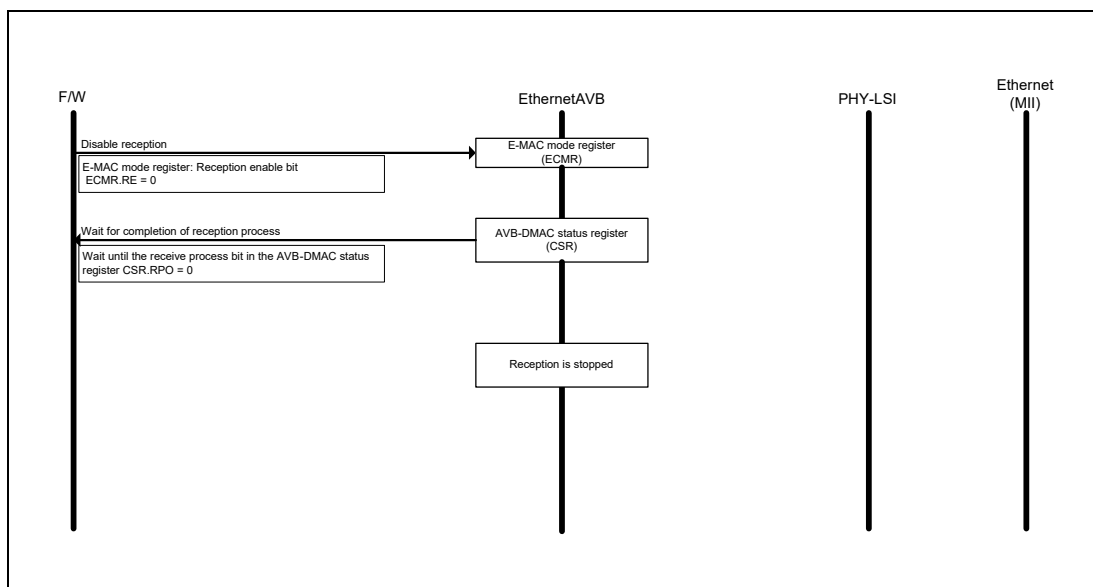 F/W
EthernetAVB
PHY-LSI
Ethernet
(MII)
Disable reception
E-MAC mode register: Reception enable bit
ECMR.RE = 0
E-MAC mode register
(ECMR)
Wait for completion of reception process
Wait until the receive process bit in the AVB-DMAC status
register CSR.RPO = 0
AVB-DMAC status register
(CSR)
Reception is stopped